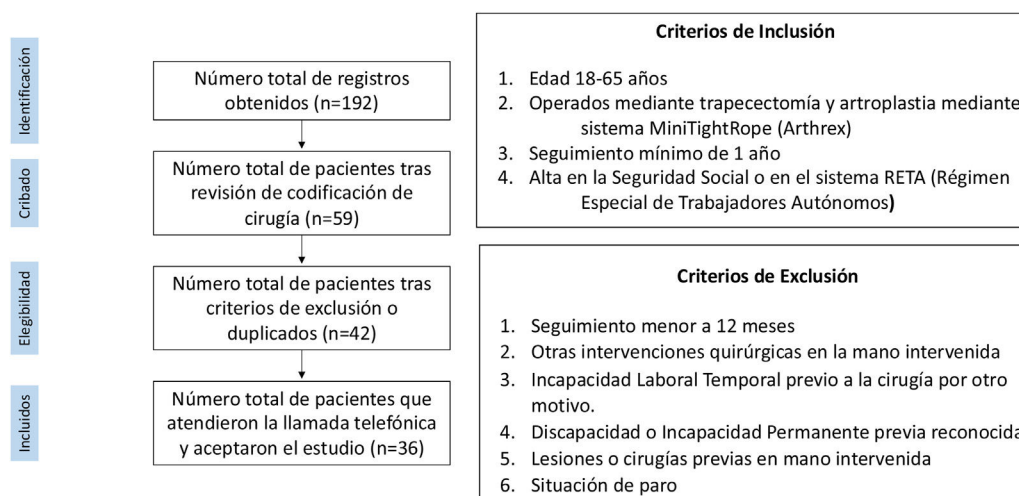 Identificación
Número total de registros
obtenidos (n=192)
Cribado
Número total de pacientes tras
revisión de codificación de
cirugía (n=59)
Elegibilidad
Número total de pacientes tras
criterios de exclusión o
duplicados (n=42)
Incluidos
Número total de pacientes que
atendieron la llamada telefónica
y aceptaron el estudio (n=36)
Criterios de Inclusión
1. Edad 18-65 años
2. Operados mediante trapecectomía y artroplastia mediante
sistema MiniTightRope (Arthrex)
3. Seguimiento mínimo de 1 año
4. Alta en la Seguridad Social o en el sistema RETA (Régimen
Especial de Trabajadores Autónomos)
Criterios de Exclusión
1. Seguimiento menor a 12 meses
2. Otras intervenciones quirúrgicas en la mano intervenida
3. Incapacidad Laboral Temporal previo a la cirugía por otro
motivo.
4. Discapacidad o Incapacidad Permanente previa reconocida
5. Lesiones o cirugías previas en mano intervenida
6. Situación de paro